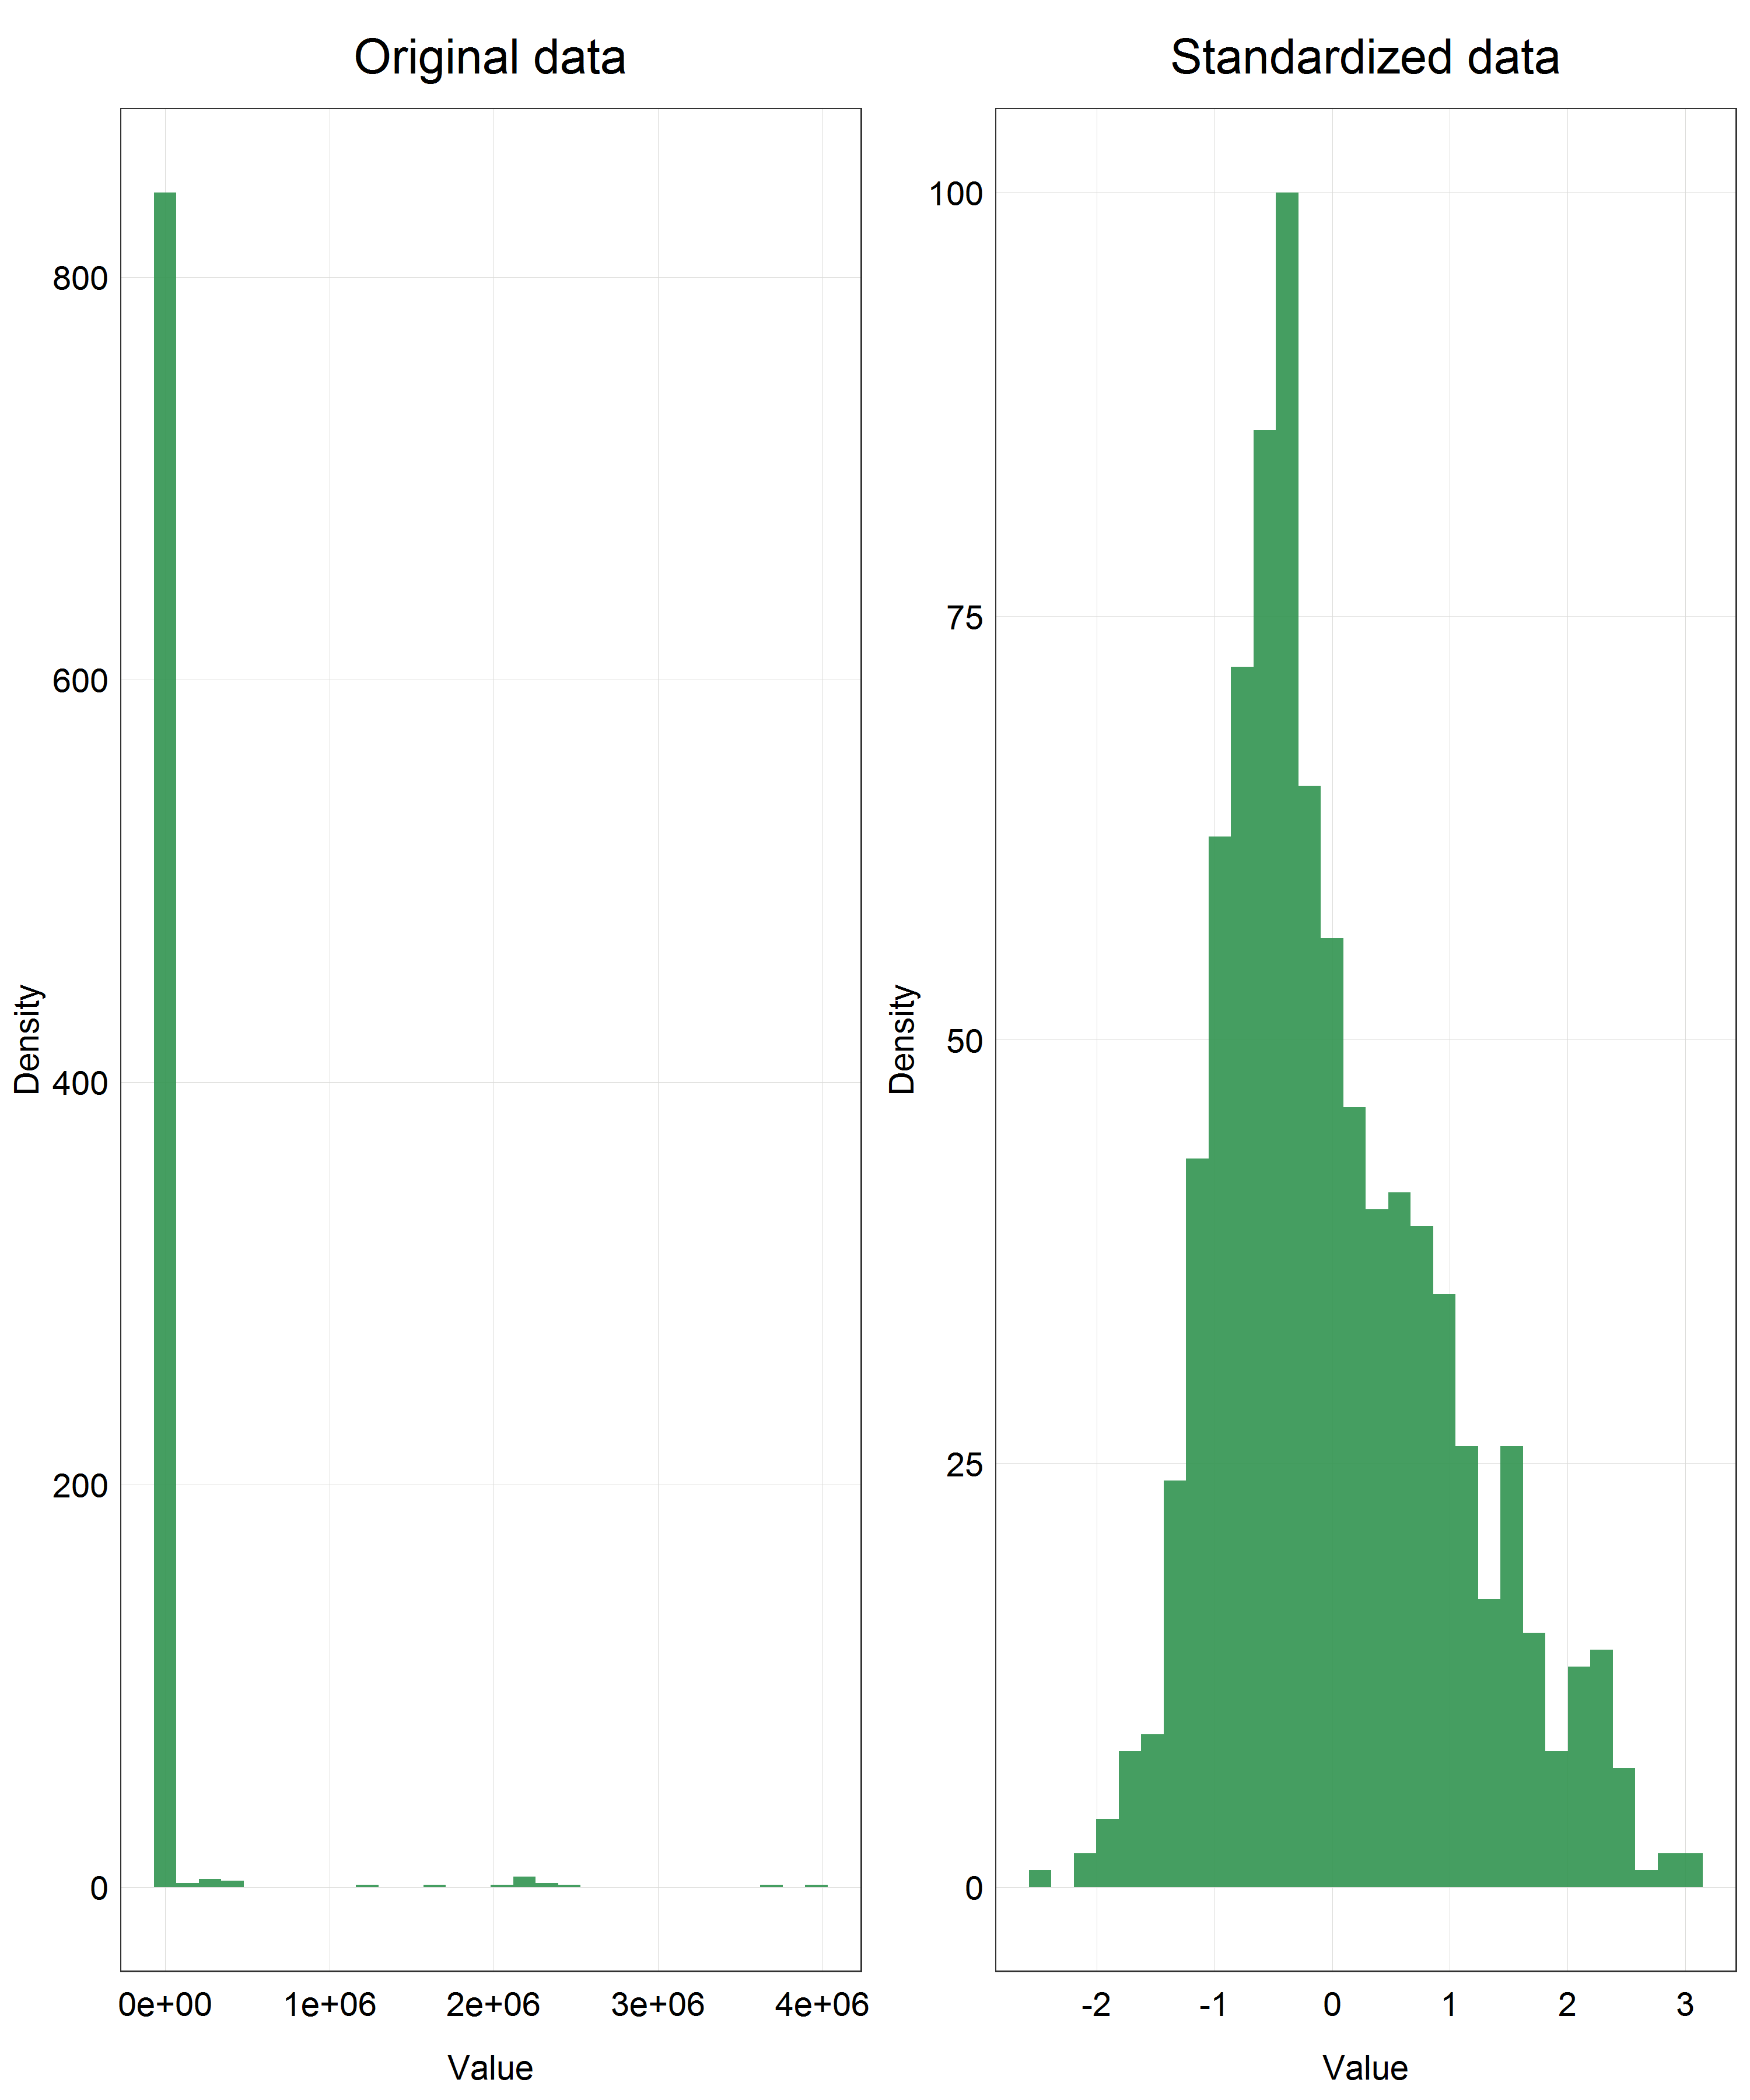 Original data
Density
800
600
400
200
0
0e+00 1e+06 2e+06 3e+06 4e+06
Value
Standardized data
Density
100
75
50
25
0
-2 -1 0 1 2 3
Value